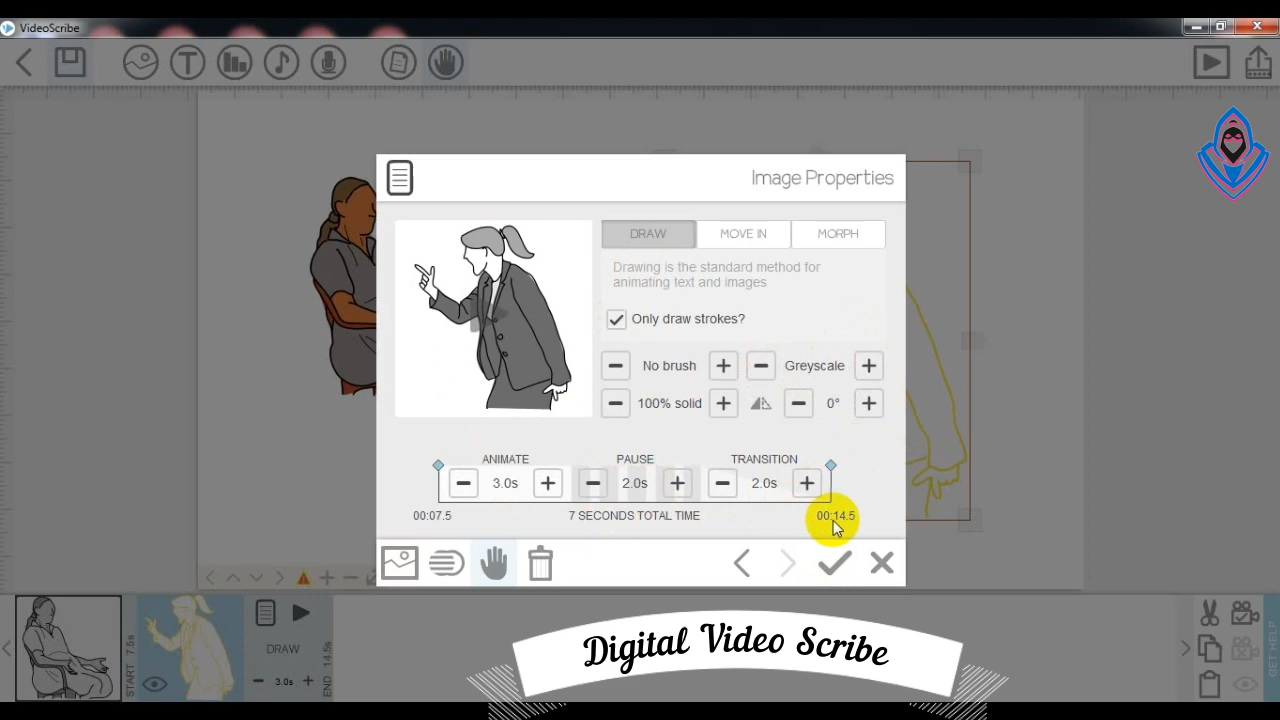 VideoScribe
Image Properties
DRAW MOVE IN MORPH
Drawing is the standard method for
animating text and images
Only draw strokes?
No brush Greyscale
100% solid 0°
ANIMATE PAUSE TRANSITION
3.0s 2.0s 2.0s
00:07.5 7 SECONDS TOTAL TIME 00:14.5
START 7.5s
DRAW
3.0s
END 14.5s
GET HELP
Digital Video Scribe